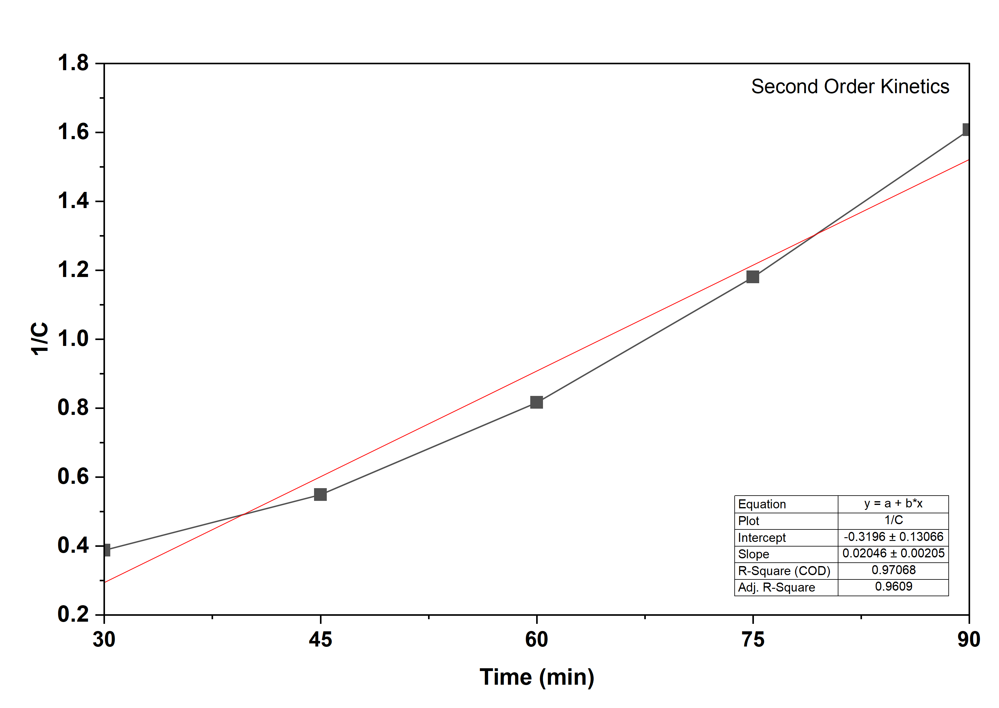 Second Order Kinetics
1.8
1.6
1.4
1.2
1.0
0.8
0.6
0.4
0.2
1/C
30 45 60 75 90
Time (min)
Equation y = a + b*x
Plot 1/C
Intercept -0.3196 ± 0.13066
Slope 0.02046 ± 0.00205
R-Square (COD) 0.97068
Adj. R-Square 0.9609